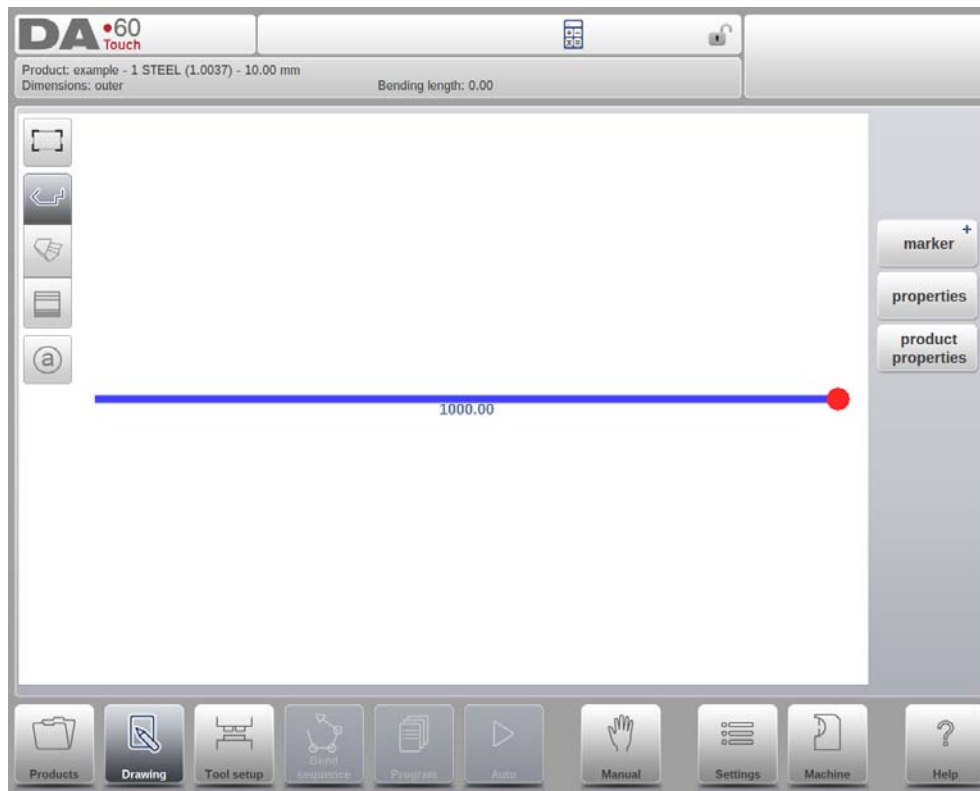 DA•60
Touch
Product: example - 1 STEEL (1.0037) - 10.00 mm
Dimensions: outer Bending length: 0.00
a
marker +
properties
product
properties
1000.00
Products
Drawing
Tool setup
Bend
sequence
Program
Auto
Manual
Settings
Machine
? Help